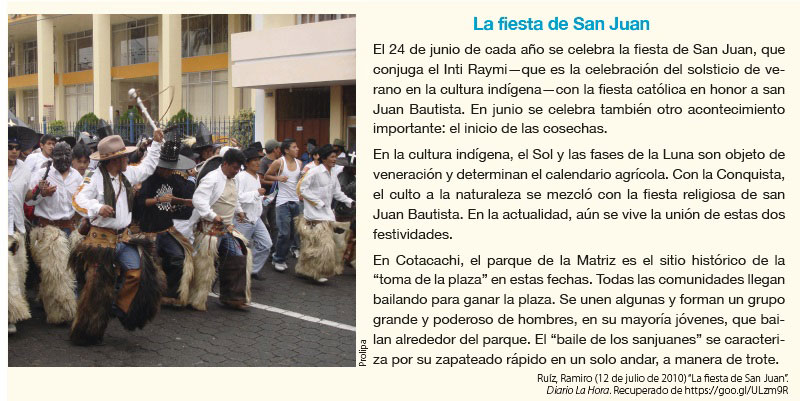 La fiesta de San Juan
El 24 de junio de cada año se celebra la fiesta de San Juan, que
conjuga el Inti Raymi—que es la celebración del solsticio de ve-
rano en la cultura indígena—con la fiesta católica en honor a san
Juan Bautista. En junio se celebra también otro acontecimiento
importante: el inicio de las cosechas.
En la cultura indígena, el Sol y las fases de la Luna son objeto de
veneración y determinan el calendario agrícola. Con la Conquista,
el culto a la naturaleza se mezcló con la fiesta religiosa de san
Juan Bautista. En la actualidad, aún se vive la unión de estas dos
festividades.
En Cotacachi, el parque de la Matriz es el sitio histórico de la
“toma de la plaza” en estas fechas. Todas las comunidades llegan
bailando para ganar la plaza. Se unen algunas y forman un grupo
grande y poderoso de hombres, en su mayoría jóvenes, que bai-
lan alrededor del parque. El “baile de los sanjuanes” se caracteri-
za por su zapateado rápido en un solo andar, a manera de trote.
Prolipa
Ruíz, Ramiro (12 de julio de 2010) “La fiesta de San Juan”.
Diario La Hora. Recuperado de https://goo.gl/ULzm9R